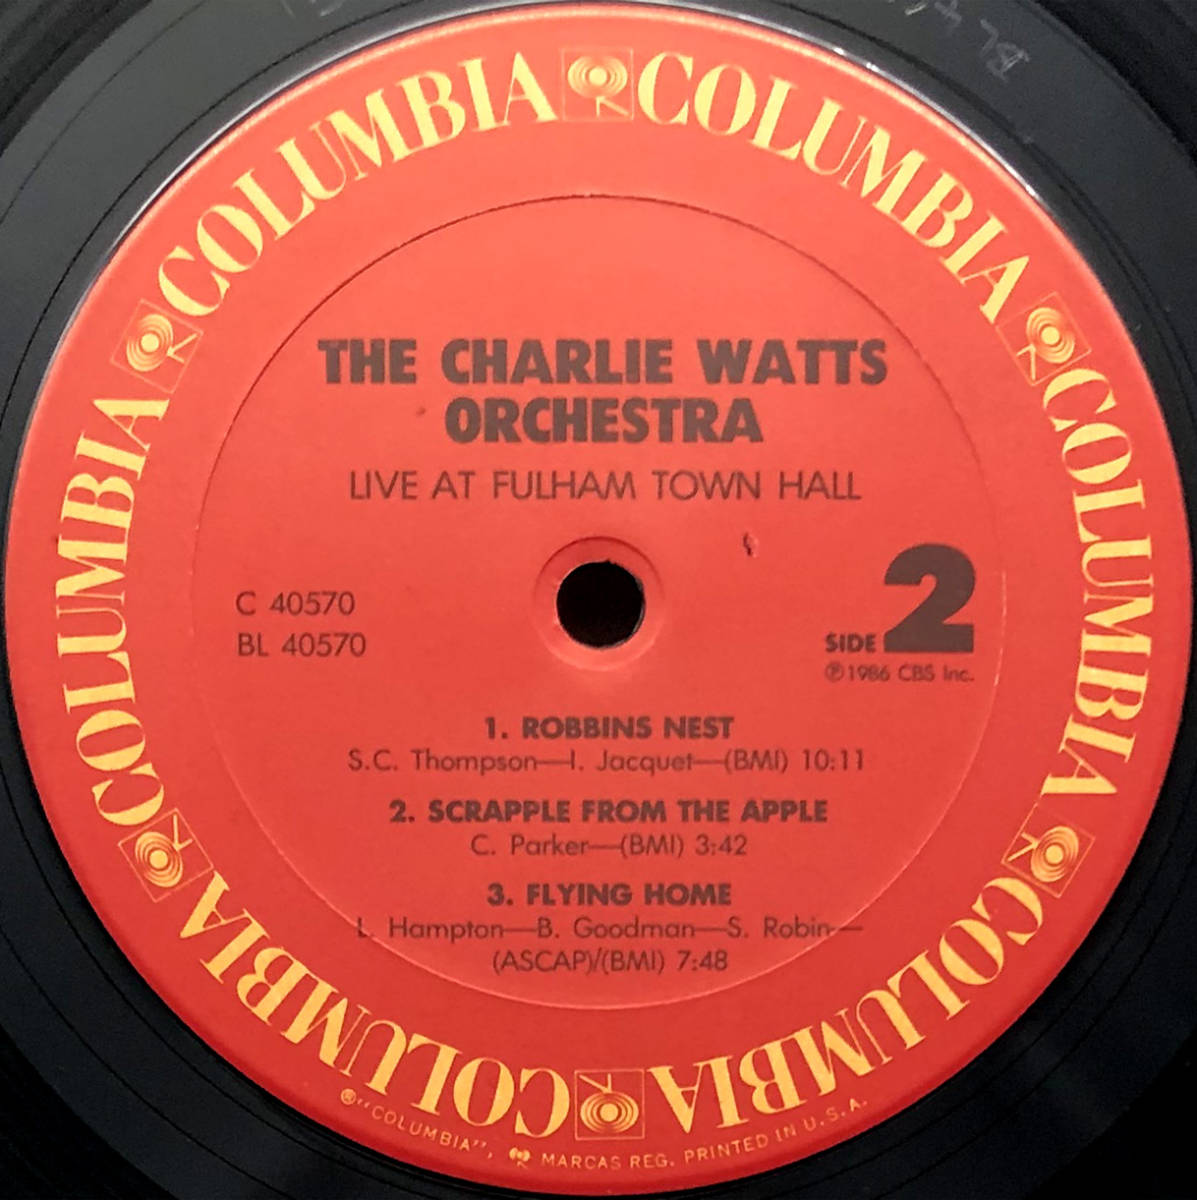 COLUMBIA COLUMBIA COLUMBIA COLUMBIA COLUMBIA COLUMBIA
THE CHARLIE WATTS
ORCHESTRA
LIVE AT FULHAM TOWN HALL
C 40570
BL 40570
SIDE 2
℗1986 CBS Inc.
1. ROBBINS NEST
S.C. Thompson—I. Jacquet—(BMI) 10:11
2. SCRAPPLE FROM THE APPLE
C. Parker—(BMI) 3:42
3. FLYING HOME
L. Hampton—B. Goodman—S. Robin—
(ASCAP)/(BMI) 7:48
®"COLUMBIA", MARCAS REG. PRINTED IN U.S.A.